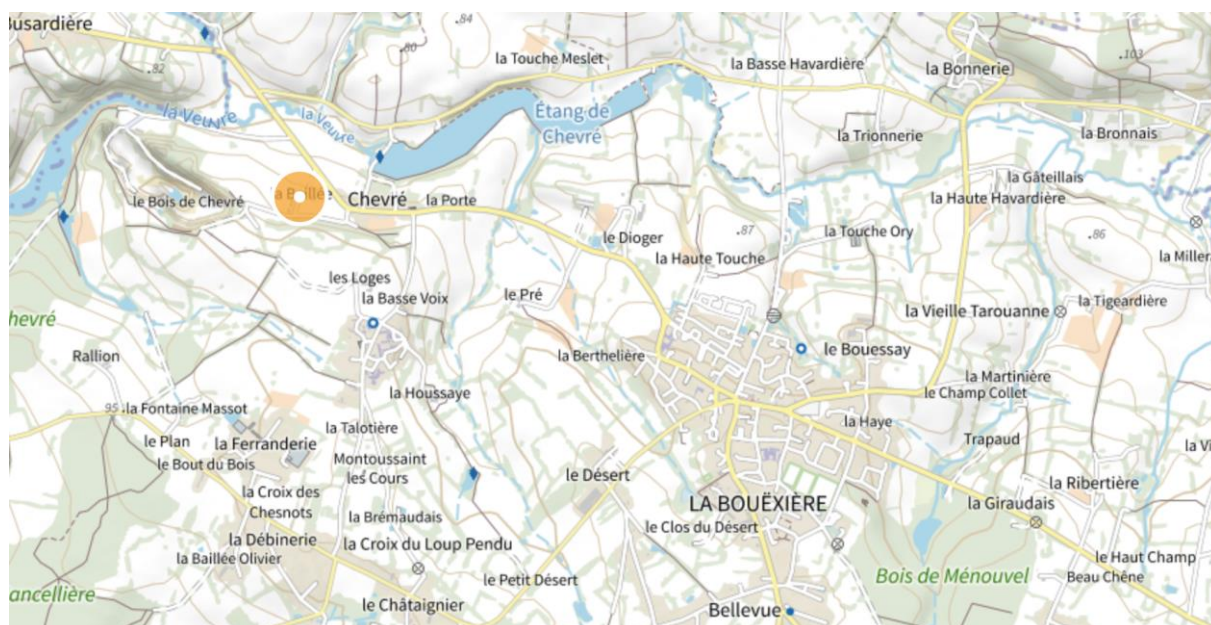 Busardière
84
80
82
la Touche Meslet
la Basse Havardière
la Bonnerie
103
la Veuvre
la Veuvre
Étang de
Chevré
la Trionnerie
la Bronnais
la Gâteillais
le Bois de Chevré
la Baillée
Chevré
la Porte
la Haute Havardière
le Dioger
87
la Touche Ory
86
la Haute Touche
la Miller
les Loges
la Basse Voix
le Pré
la Tigeardière
la Vieille Tarouanne
hevré
Rallion
la Berthelière
le Bouessay
la Martinière
le Champ Collet
la Houssaye
95
la Fontaine Massot
la Talotière
la Haye
le Plan
la Ferranderie
Trapaud
la Vi
le Bout du Bois
Montoussaint
les Cours
le Désert
la Ribertière
la Croix des
Chesnots
LA BOUËXIÈRE
la Giraudais
la Brémaudais
le Clos du Désert
la Débinerie
la Croix du Loup Pendu
la Baillée Olivier
le Haut Champ
le Petit Désert
Bois de Ménouvel
Beau Chêne
ancellière
le Châtaignier
Bellevue